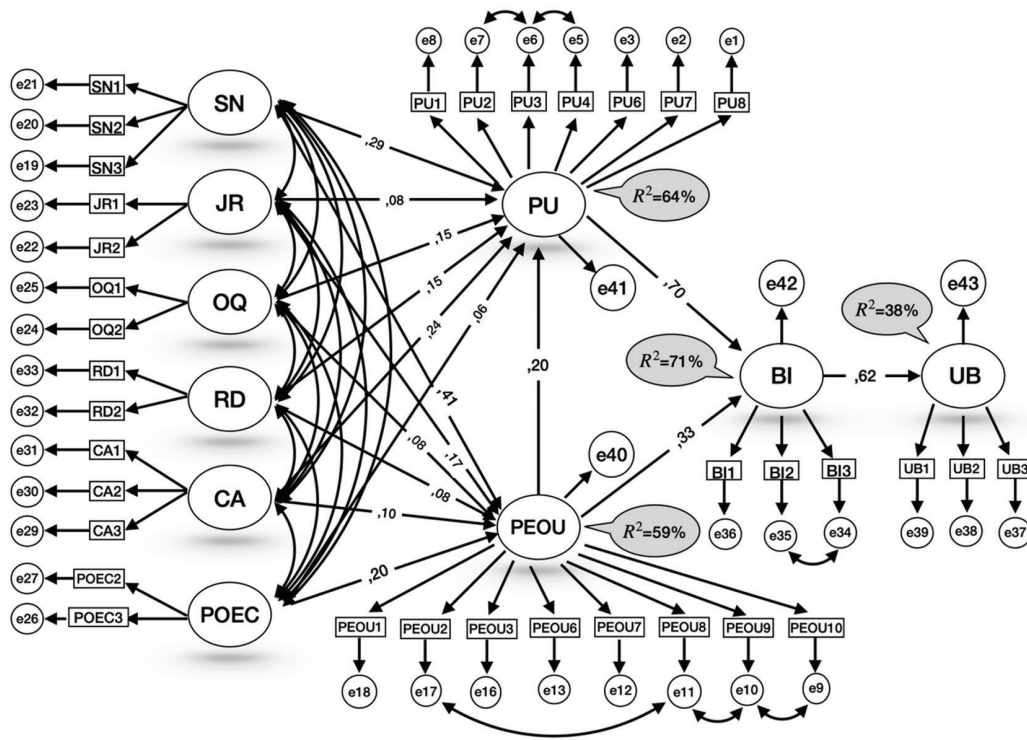 e8 e7 e6 e5 e3 e2 e1
PU1 PU2 PU3 PU4 PU6 PU7 PU8
e21 SN1
e20 SN2
e19 SN3
SN
e23 JR1
e22 JR2
JR
e25 OQ1
e24 OQ2
OQ
e33 RD1
e32 RD2
RD
e31 CA1
e30 CA2
e29 CA3
CA
e27 POEC2
e26 POEC3
POEC
,29
,08
,15
,15
,24
,06
PU
R²=64%
e41
,20
,41
,17
,08
,08
,10
,20
PEOU
e40
R²=59%
,70
,33
e42
R²=71%
BI
,62
e43
R²=38%
UB
BI1 BI2 BI3
e36 e35 e34
UB1 UB2 UB3
e39 e38 e37
PEOU1 PEOU2 PEOU3 PEOU6 PEOU7 PEOU8 PEOU9 PEOU10
e18 e17 e16 e13 e12 e11 e10 e9